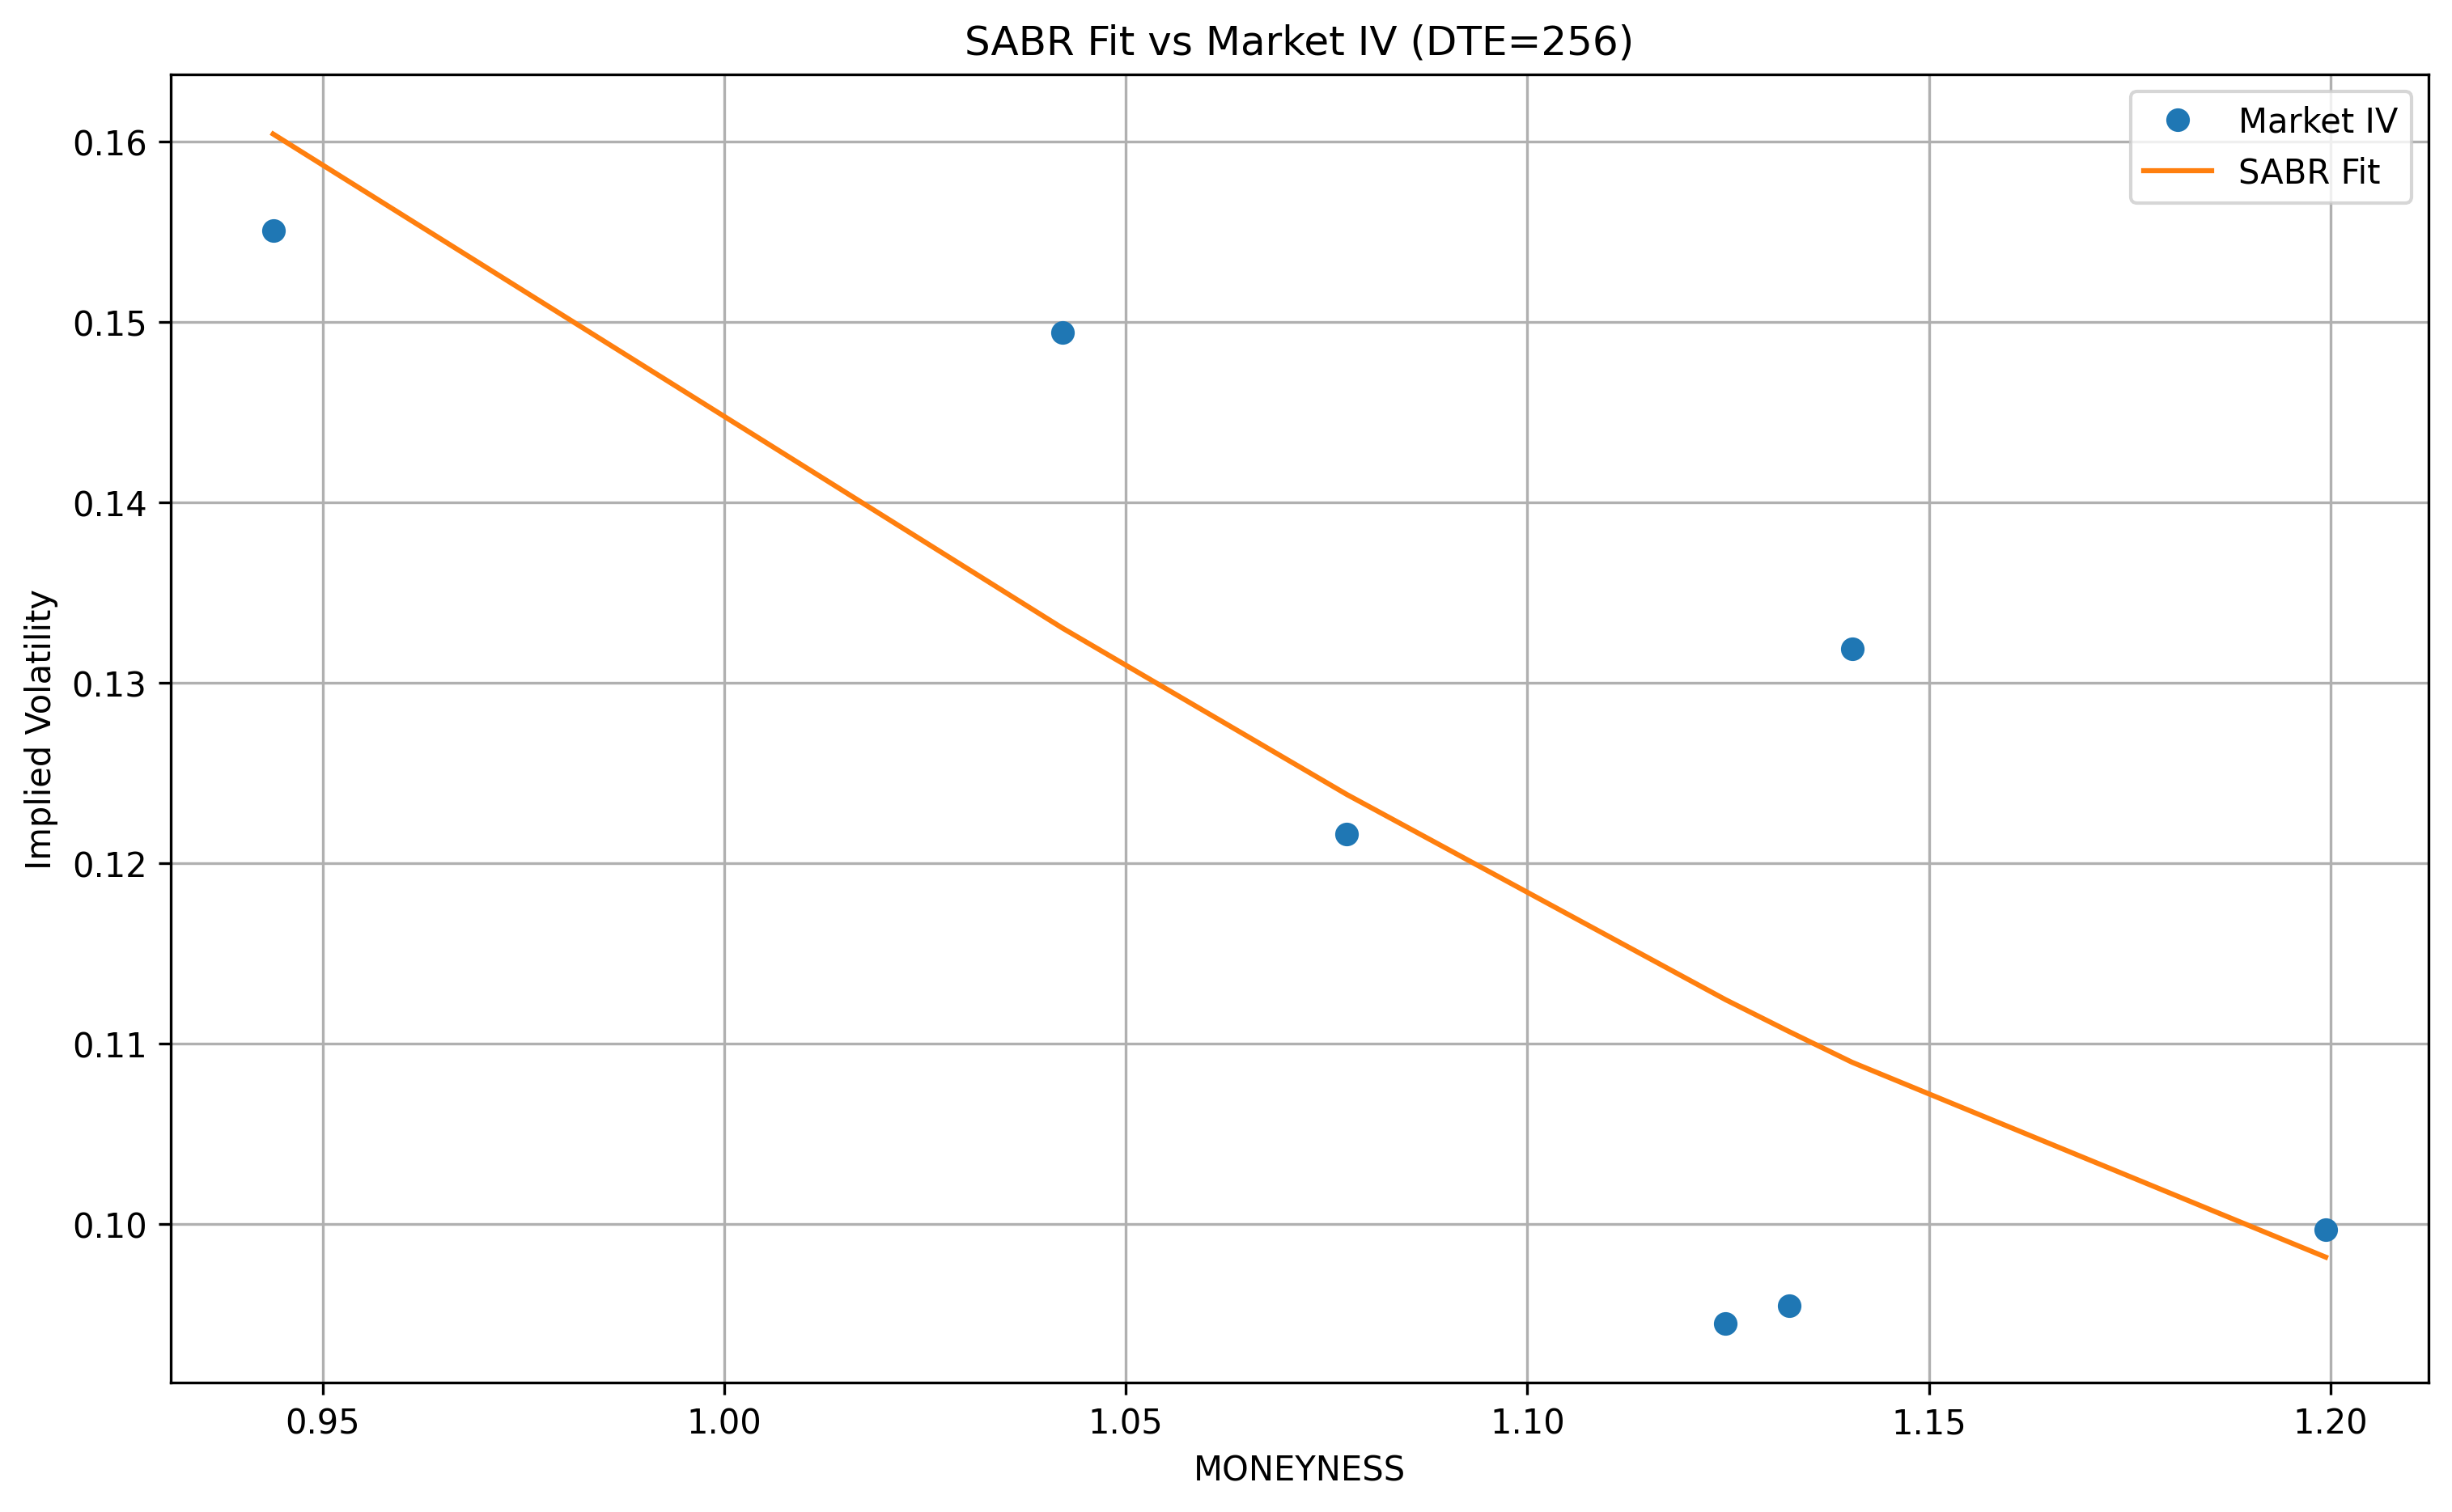 SABR Fit vs Market IV (DTE=256)
Market IV
SABR Fit
Implied Volatility
0.16
0.15
0.14
0.13
0.12
0.11
0.10
0.95
1.00
1.05
1.10
1.15
1.20
MONEYNESS